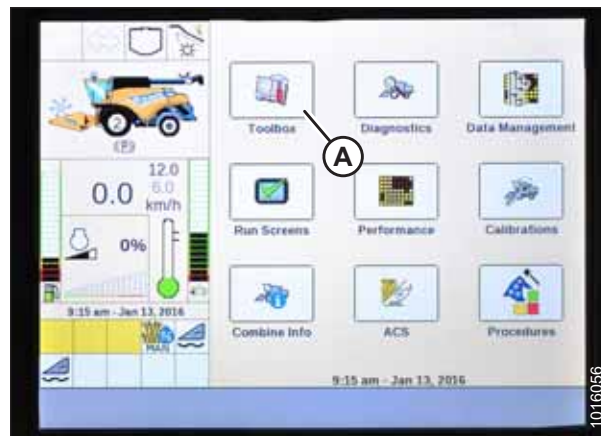 2
(P)
12.0
6.0
0.0 km/h
0%
9:15 am - Jan 13, 2016
MAN
Toolbox
Diagnostics
Data Management
A
Run Screens
Performance
Calibrations
Combine Info
ACS
Procedures
9:15 am - Jan 13, 2016
1016056